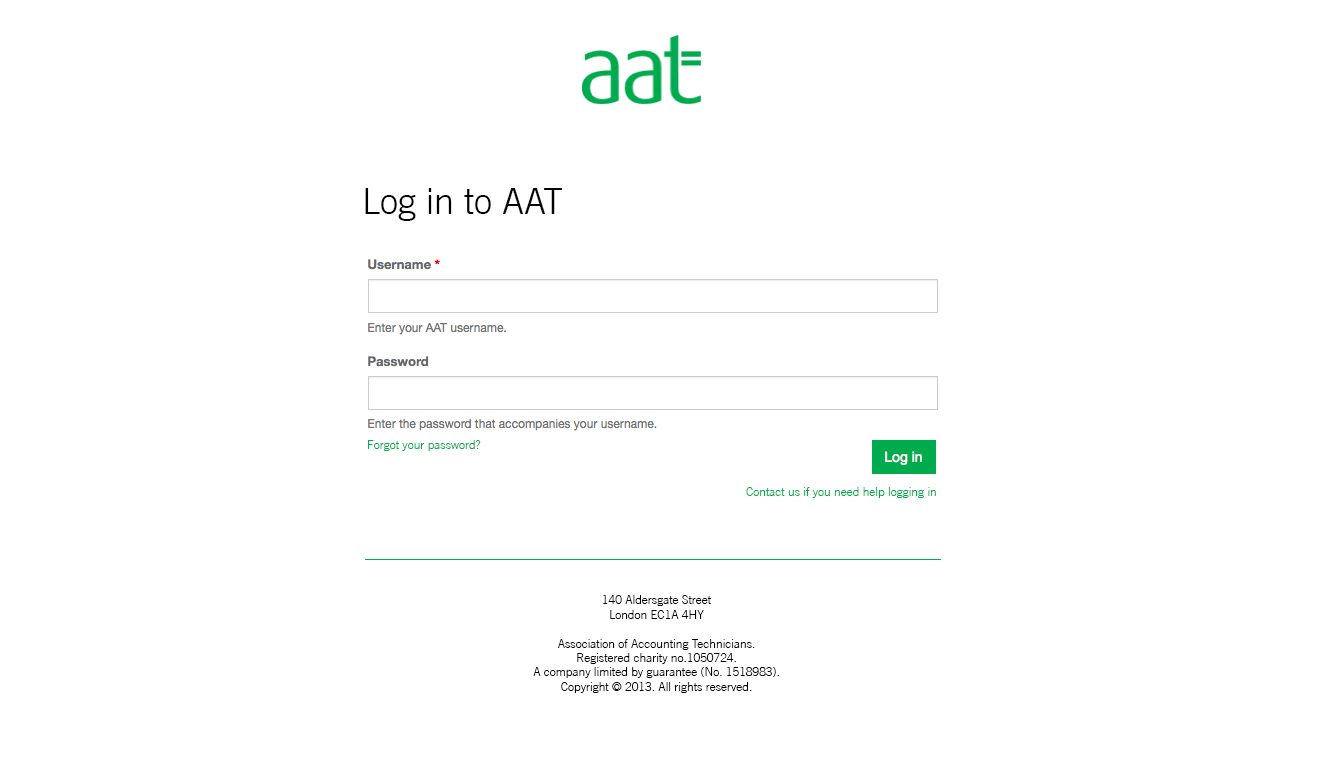 aat
Log in to AAT
Username *
Enter your AAT username.
Password
Enter the password that accompanies your username.
Forgot your password?
Log in
Contact us if you need help logging in
140 Aldersgate Street
London EC1A 4HY
Association of Accounting Technicians.
Registered charity no.1050724.
A company limited by guarantee (No. 1518983).
Copyright © 2013. All rights reserved.